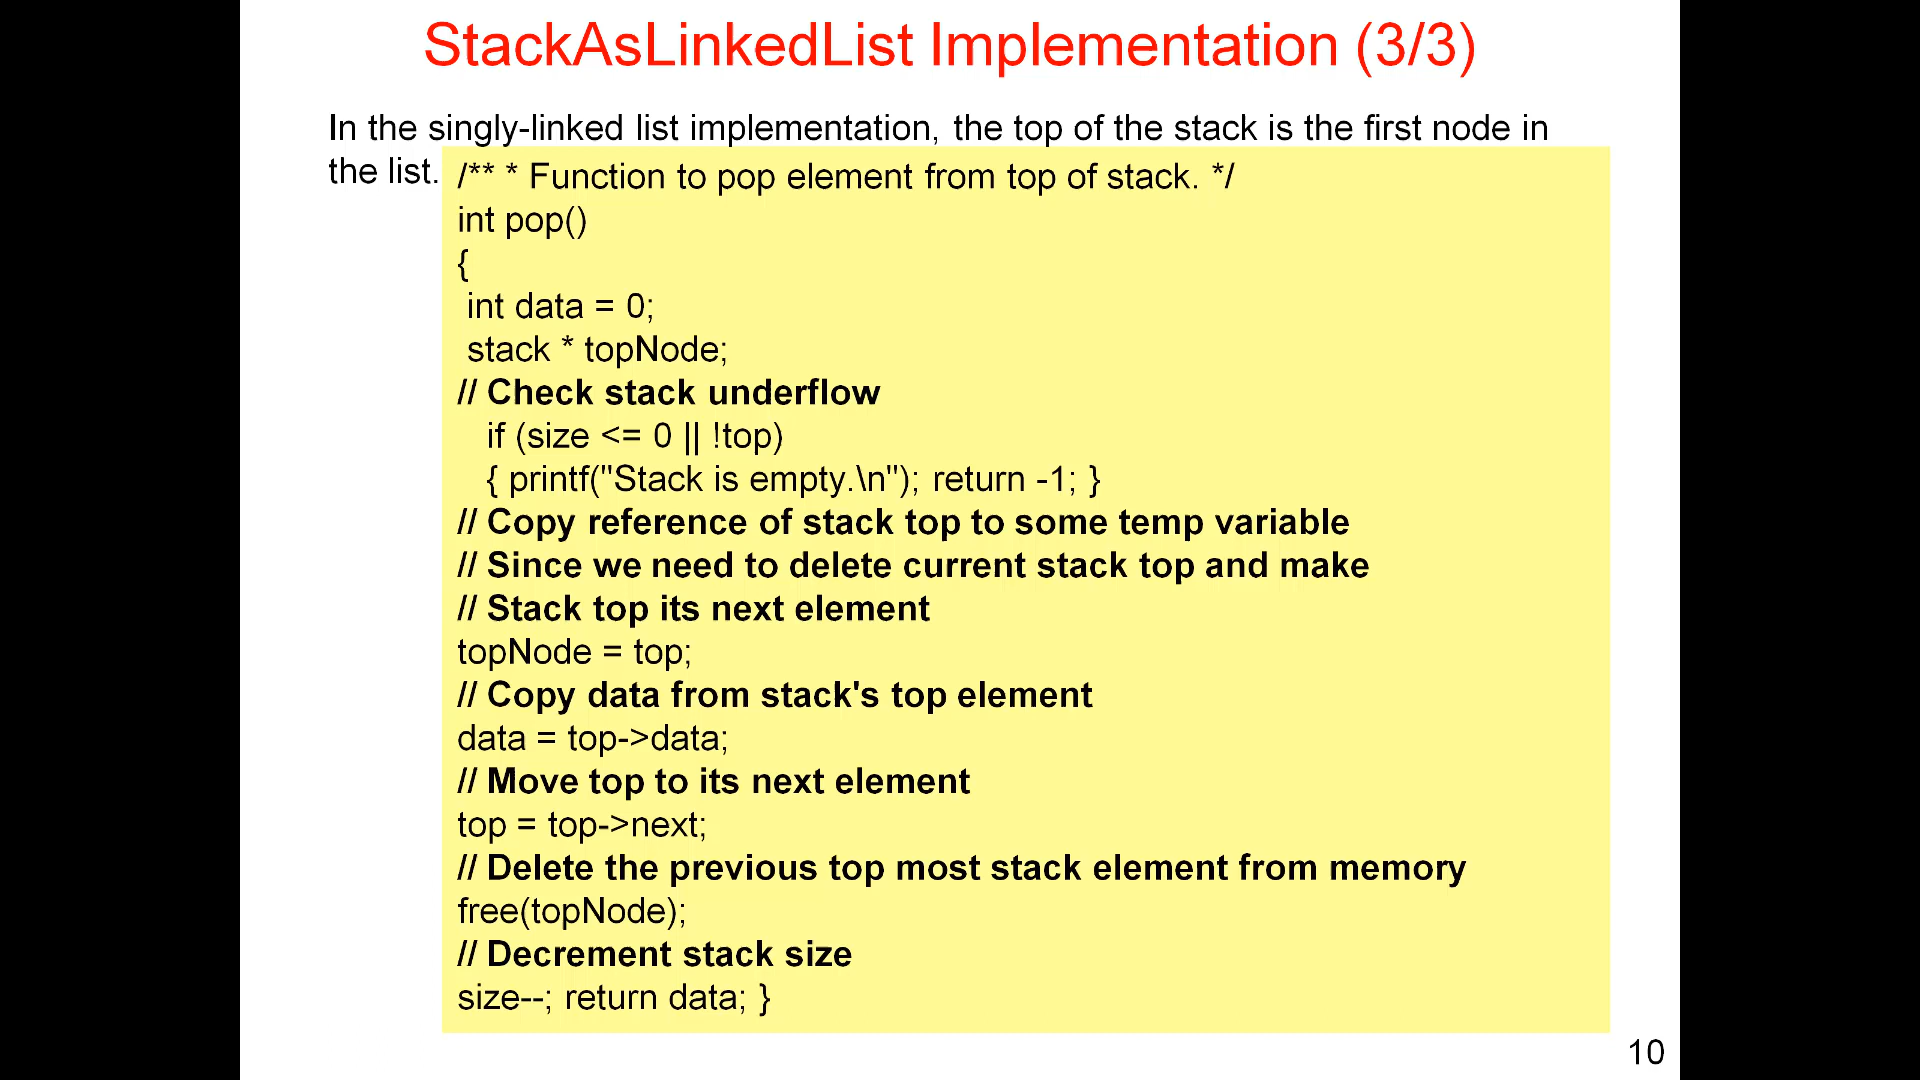 StackAsLinkedList Implementation (3/3)
In the singly-linked list implementation, the top of the stack is the first node in
the list.
/** * Function to pop element from top of stack. */
int pop()
{
int data = 0;
stack * topNode;
// Check stack underflow
if (size <= 0 || !top)
{ printf("Stack is empty.\n"); return -1; }
// Copy reference of stack top to some temp variable
// Since we need to delete current stack top and make
// Stack top its next element
topNode = top;
// Copy data from stack's top element
data = top->data;
// Move top to its next element
top = top->next;
// Delete the previous top most stack element from memory
free(topNode);
// Decrement stack size
size--; return data; }
10